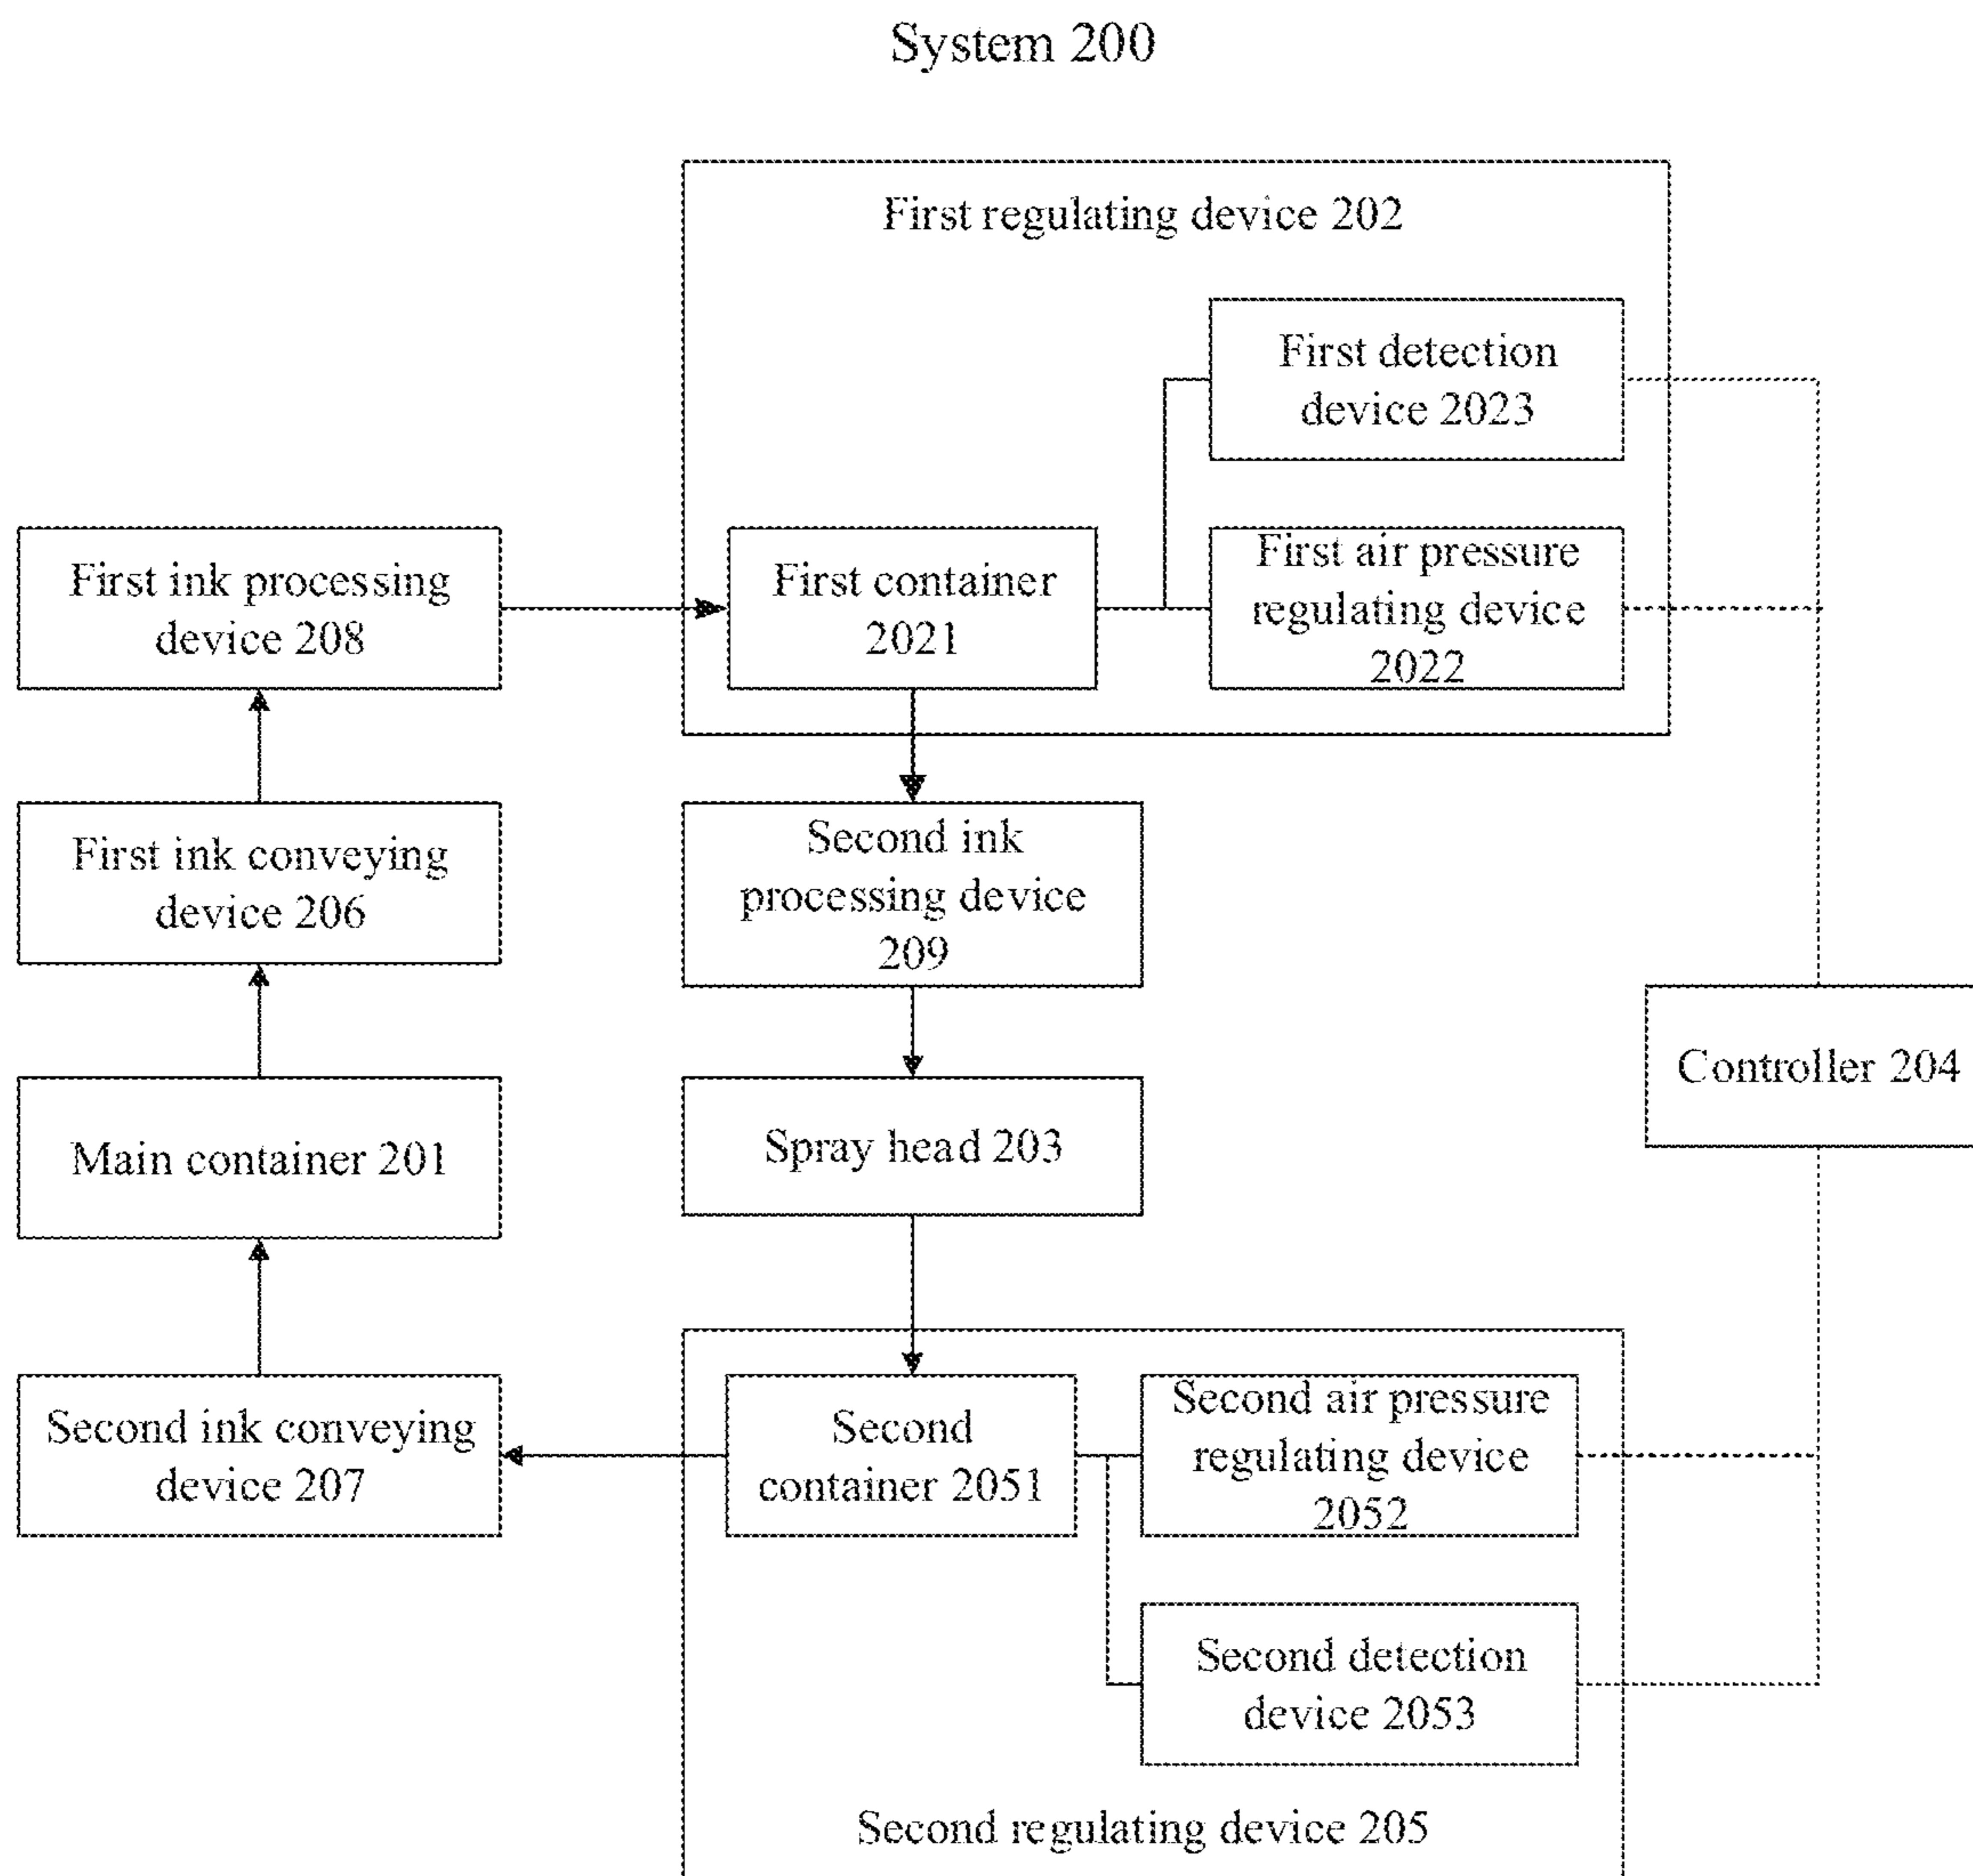 System 200
First regulating device 202
First detection
device 2023
First ink processing
device 208
First container
2021
First air pressure
regulating device
2022
First ink conveying
device 206
Second ink
processing device
209
Main container 201
Spray head 203
Controller 204
Second ink conveying
device 207
Second
container 2051
Second air pressure
regulating device
2052
Second detection
device 2053
Second regulating device 205